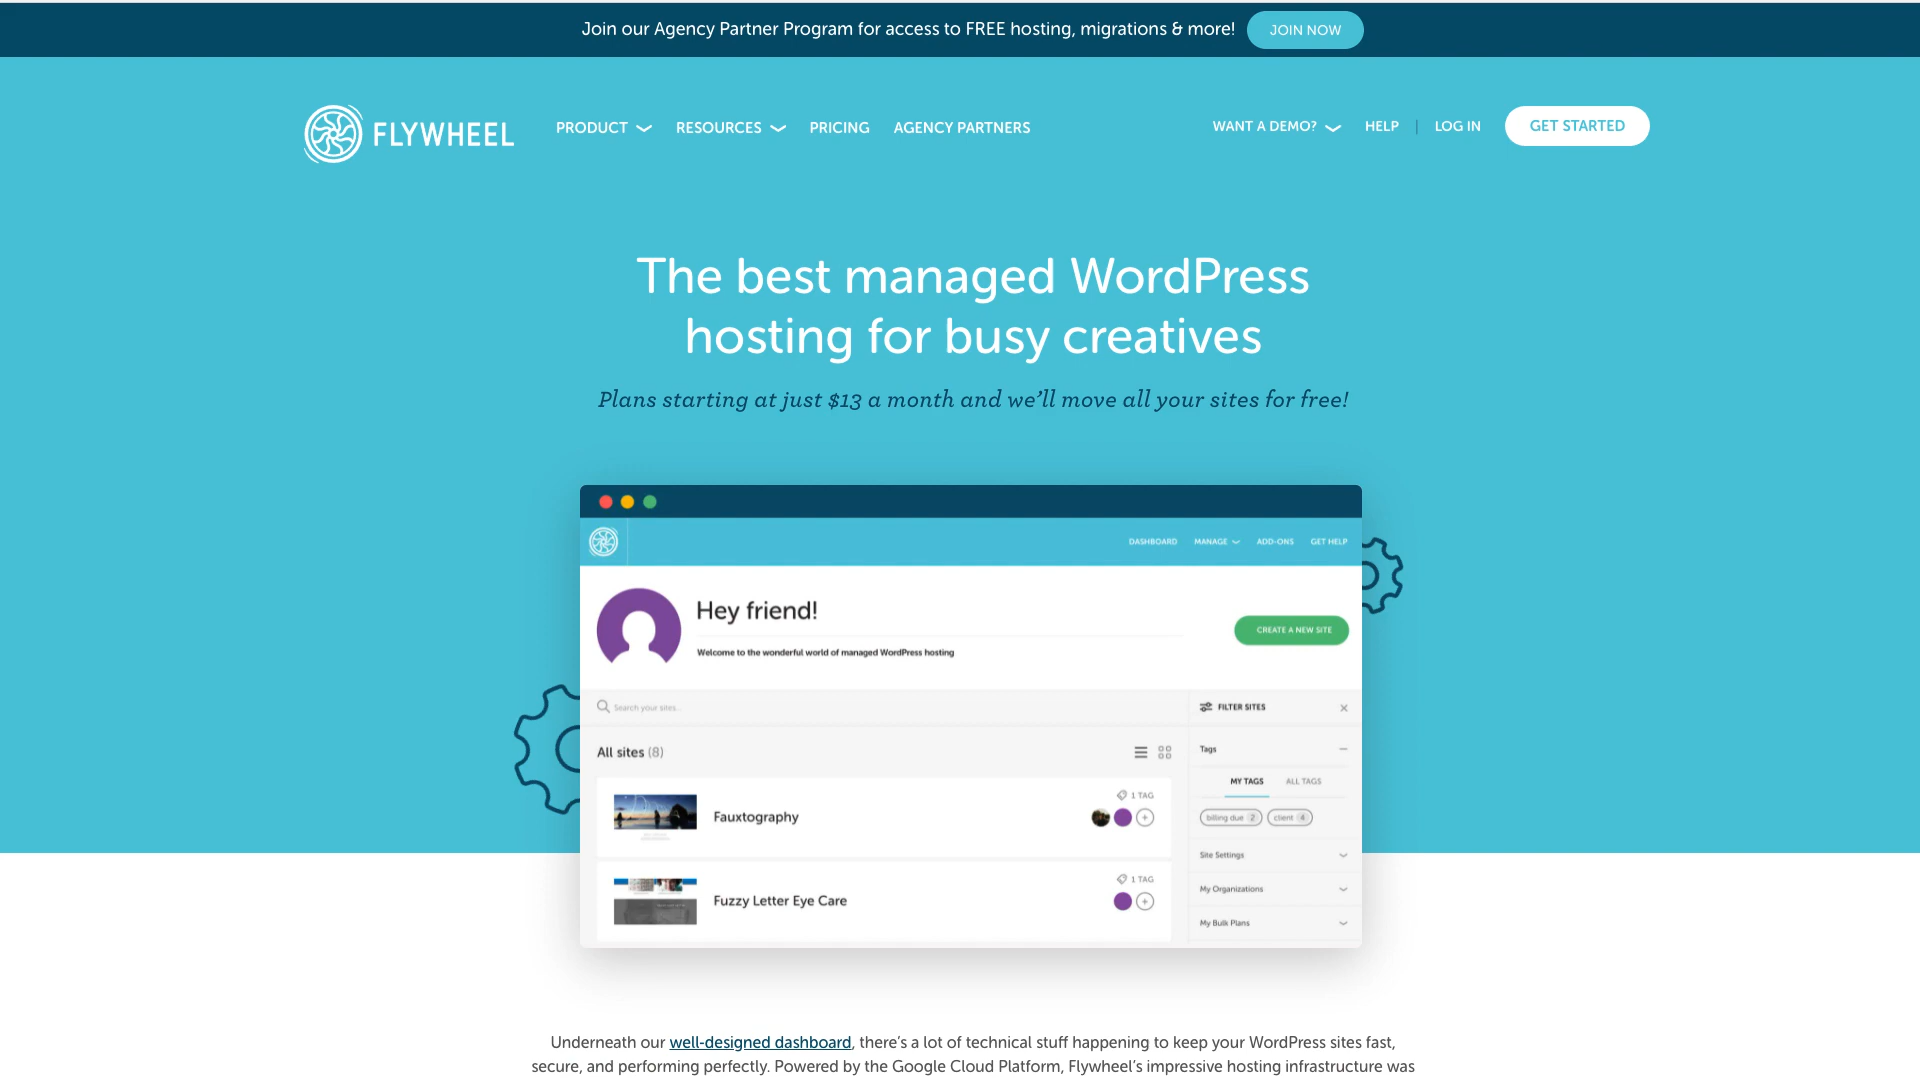 Join our Agency Partner Program for access to FREE hosting, migrations & more! JOIN NOW
FLYWHEEL
PRODUCT RESOURCES PRICING AGENCY PARTNERS WANT A DEMO? HELP | LOG IN GET STARTED
The best managed WordPress
hosting for busy creatives
Plans starting at just $13 a month and we’ll move all your sites for free!
DASHBOARD MANAGE ADD-ONS GET HELP
Hey friend!
CREATE A NEW SITE
Welcome to the wonderful world of managed WordPress hosting
Search your sites...
FILTER SITES
All sites (8)
Tags
MY TAGS ALL TAGS
1 TAG
Fauxtography
billing due 2 client 4
Site Settings
1 TAG
My Organizations
Fuzzy Letter Eye Care
My Bulk Plans
Underneath our well-designed dashboard, there’s a lot of technical stuff happening to keep your WordPress sites fast,
secure, and performing perfectly. Powered by the Google Cloud Platform, Flywheel’s impressive hosting infrastructure was